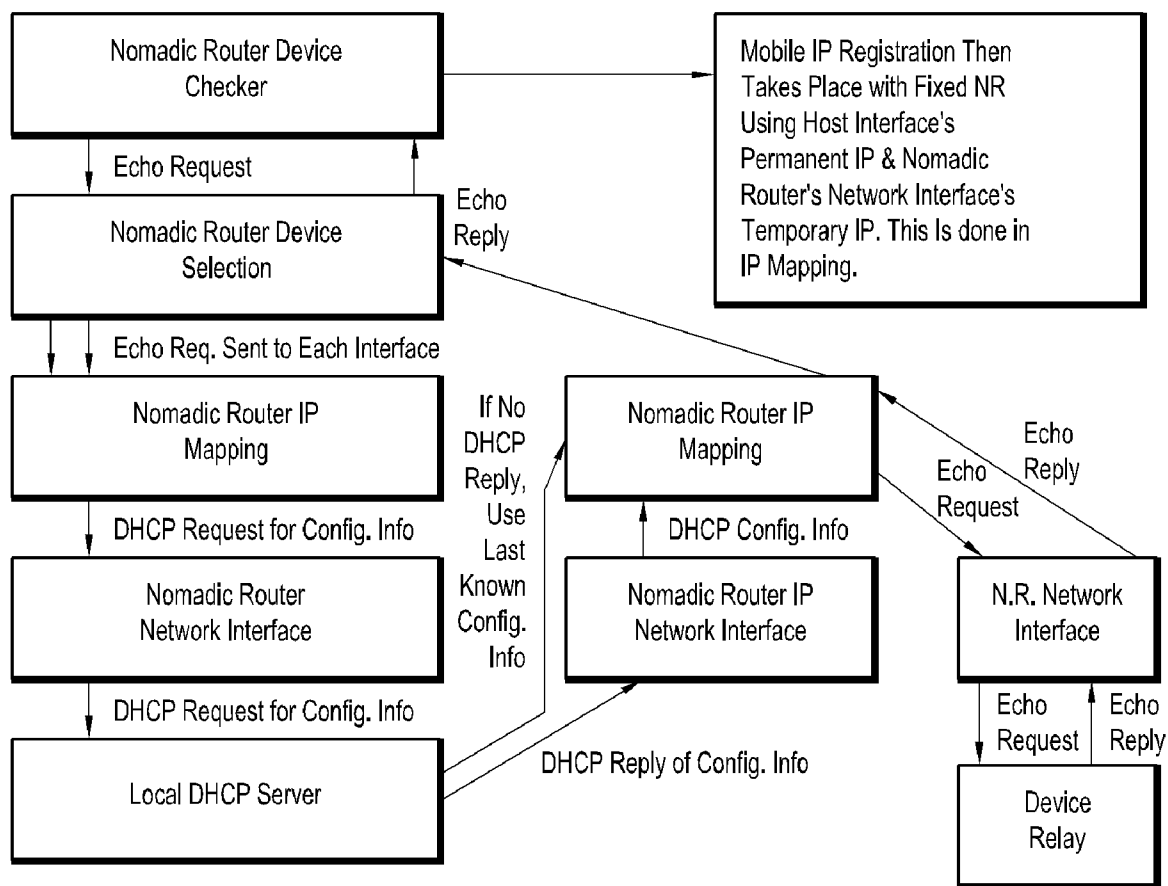 Nomadic Router Device
Checker
Mobile IP Registration Then
Takes Place with Fixed NR
Using Host Interface's
Permanent IP & Nomadic
Router's Network Interface's
Temporary IP. This Is done in
IP Mapping.
Echo Request
Echo
Reply
Nomadic Router Device
Selection
Echo Req. Sent to Each Interface
Nomadic Router IP
Mapping
If No
DHCP
Reply,
Use
Last
Known
Config.
Info
Nomadic Router IP
Mapping
Echo
Reply
Echo
Request
DHCP Request for Config. Info
DHCP Config. Info
Nomadic Router
Network Interface
Nomadic Router IP
Network Interface
N.R. Network
Interface
DHCP Request for Config. Info
DHCP Reply of Config. Info
Echo
Request
Echo
Reply
Local DHCP Server
Device
Relay